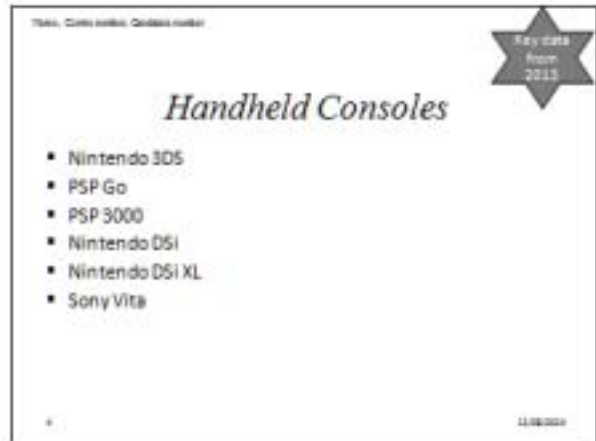 Key data
from
2013
Handheld Consoles
▪ Nintendo 3DS
▪ PSP Go
▪ PSP 3000
▪ Nintendo DSi
▪ Nintendo DSi XL
▪ Sony Vita